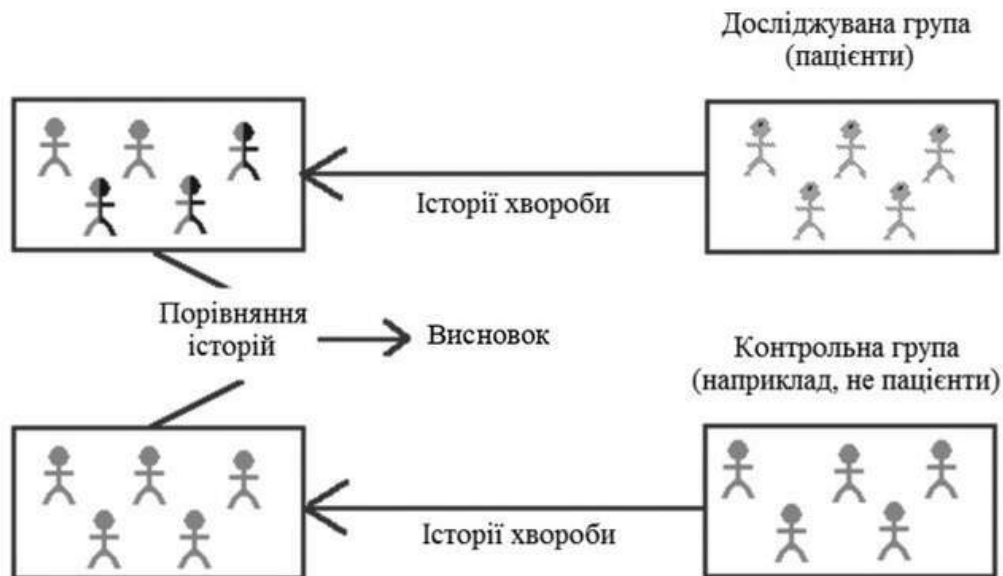 Досліджувана група
(пацієнти)
Історії хвороби
Порівняння
історій
Висновок
Контрольна група
(наприклад, не пацієнти)
Історії хвороби